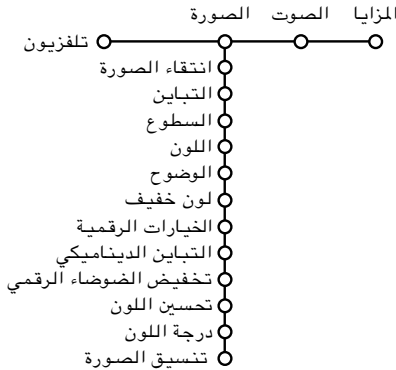 الصورة الصوت المزايا
تلفزيون
انتقاء الصورة
التباين
السطوع
اللون
الوضوح
لون خفيف
الخيارات الرقمية
التباين الديناميكي
تخفيض الضوضاء الرقمي
تحسين اللون
درجة اللون
تنسيق الصورة